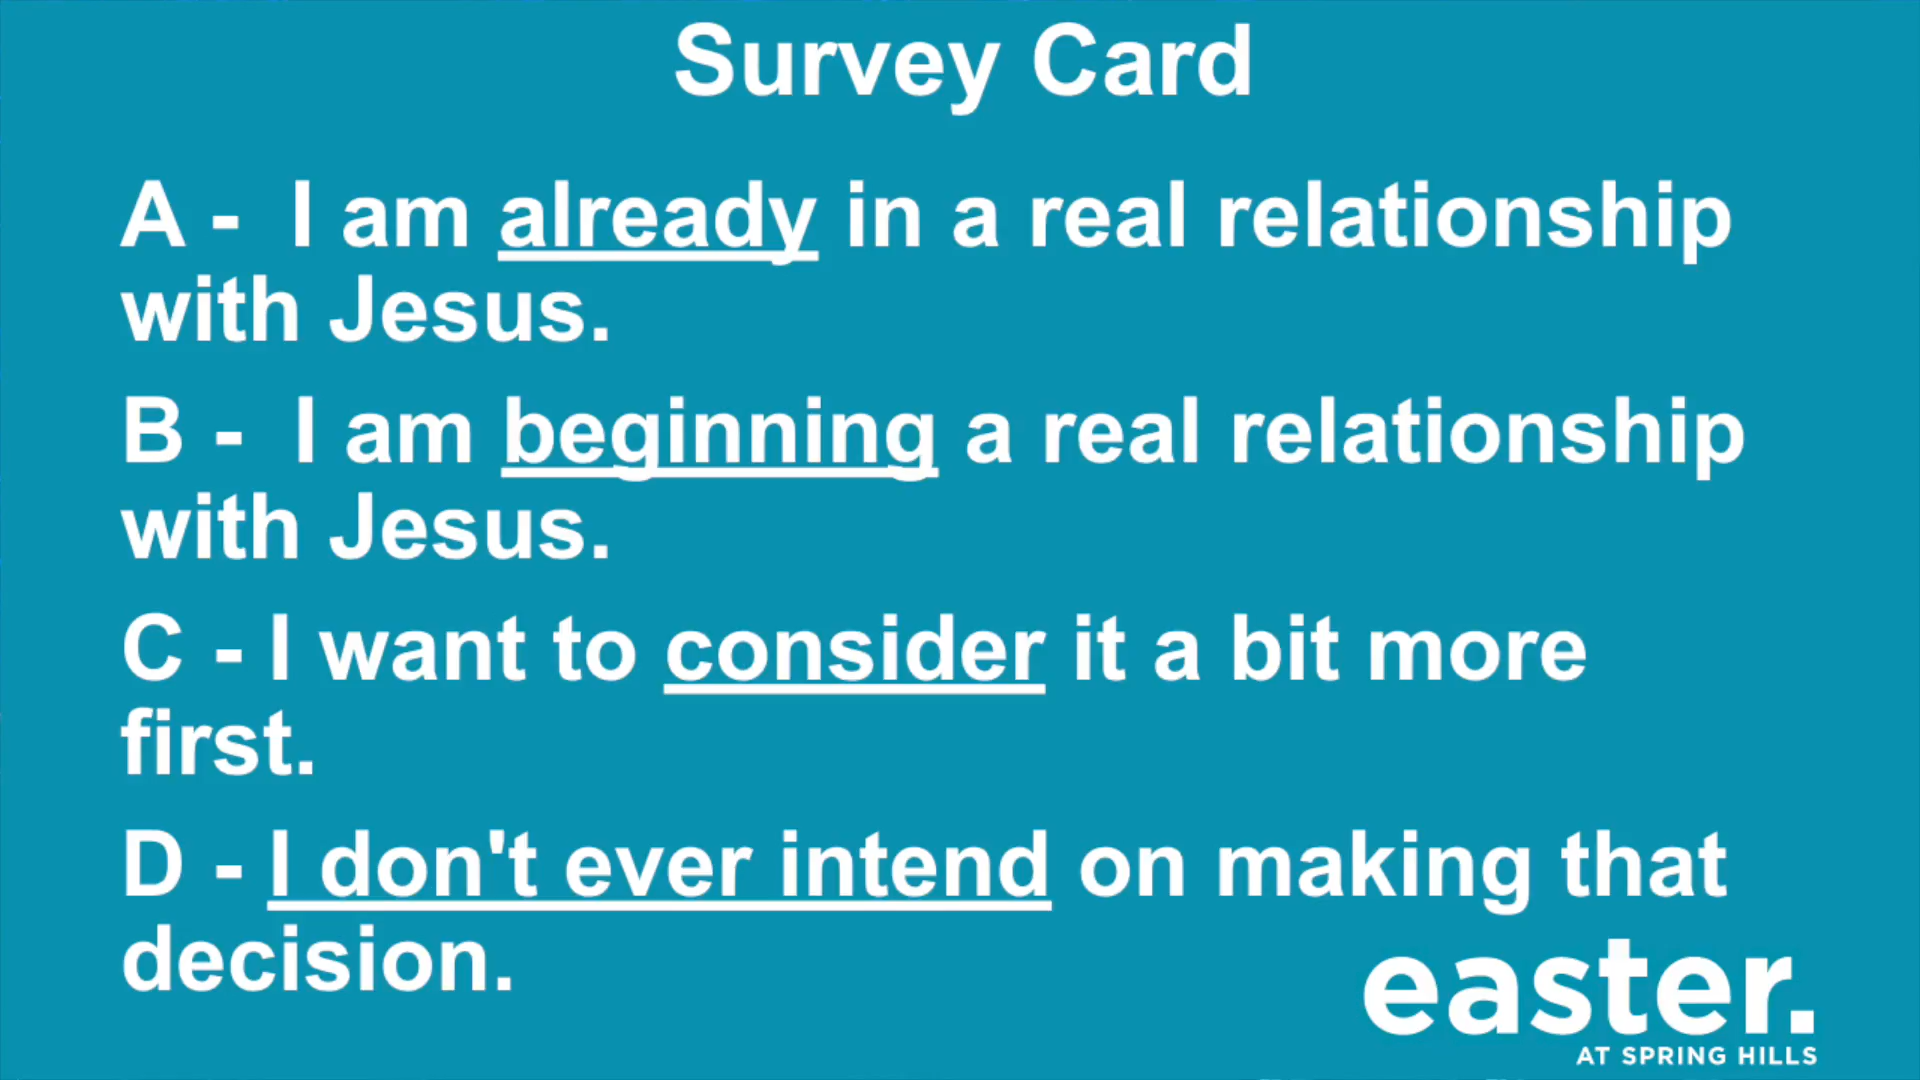 Survey Card
A -  I am already in a real relationship
with Jesus.
B -  I am beginning a real relationship
with Jesus.
C - I want to consider it a bit more
first.
D - I don't ever intend on making that
decision.
easter.
AT SPRING HILLS